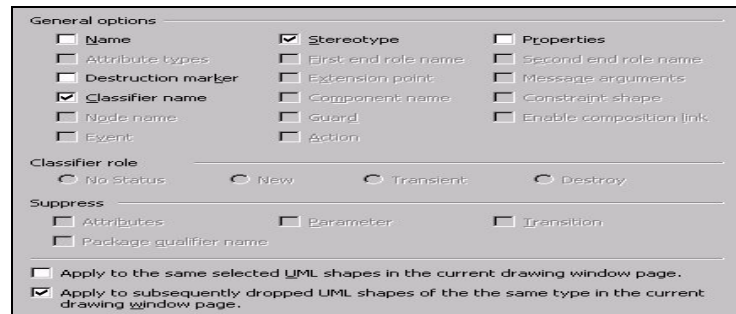 General options
Name Stereotype Properties
Attribute types First end role name Second end role name
Destruction marker Extension point Message arguments
Classifier name Component name Constraint shape
Node name Guard Enable composition link
Event Action
Classifier role
No Status New Transient Destroy
Suppress
Attributes Parameter Transition
Package qualifier name
Apply to the same selected UML shapes in the current drawing window page.
Apply to subsequently dropped UML shapes of the the same type in the current
drawing window page.